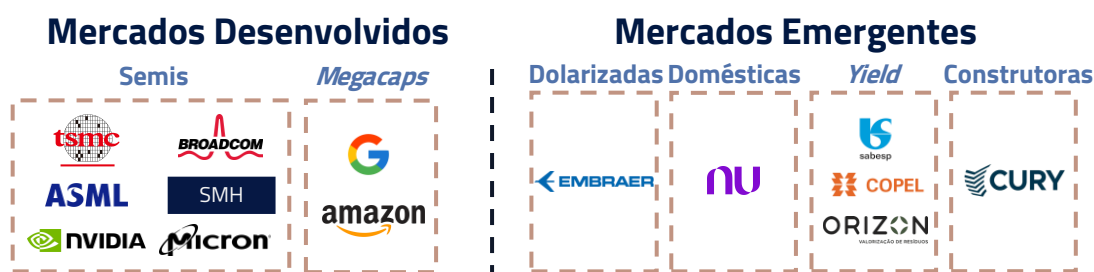 Mercados Desenvolvidos
Semis
Megacaps
tsmc
BROADCOM
ASML
SMH
NVIDIA
Micron
G
amazon
Mercados Emergentes
Dolarizadas
Domésticas
Yield
Construtoras
EMBRAER
nu
sabesp
COPEL
ORIZON
VALORIZAÇÃO DE RESÍDUOS
CURY